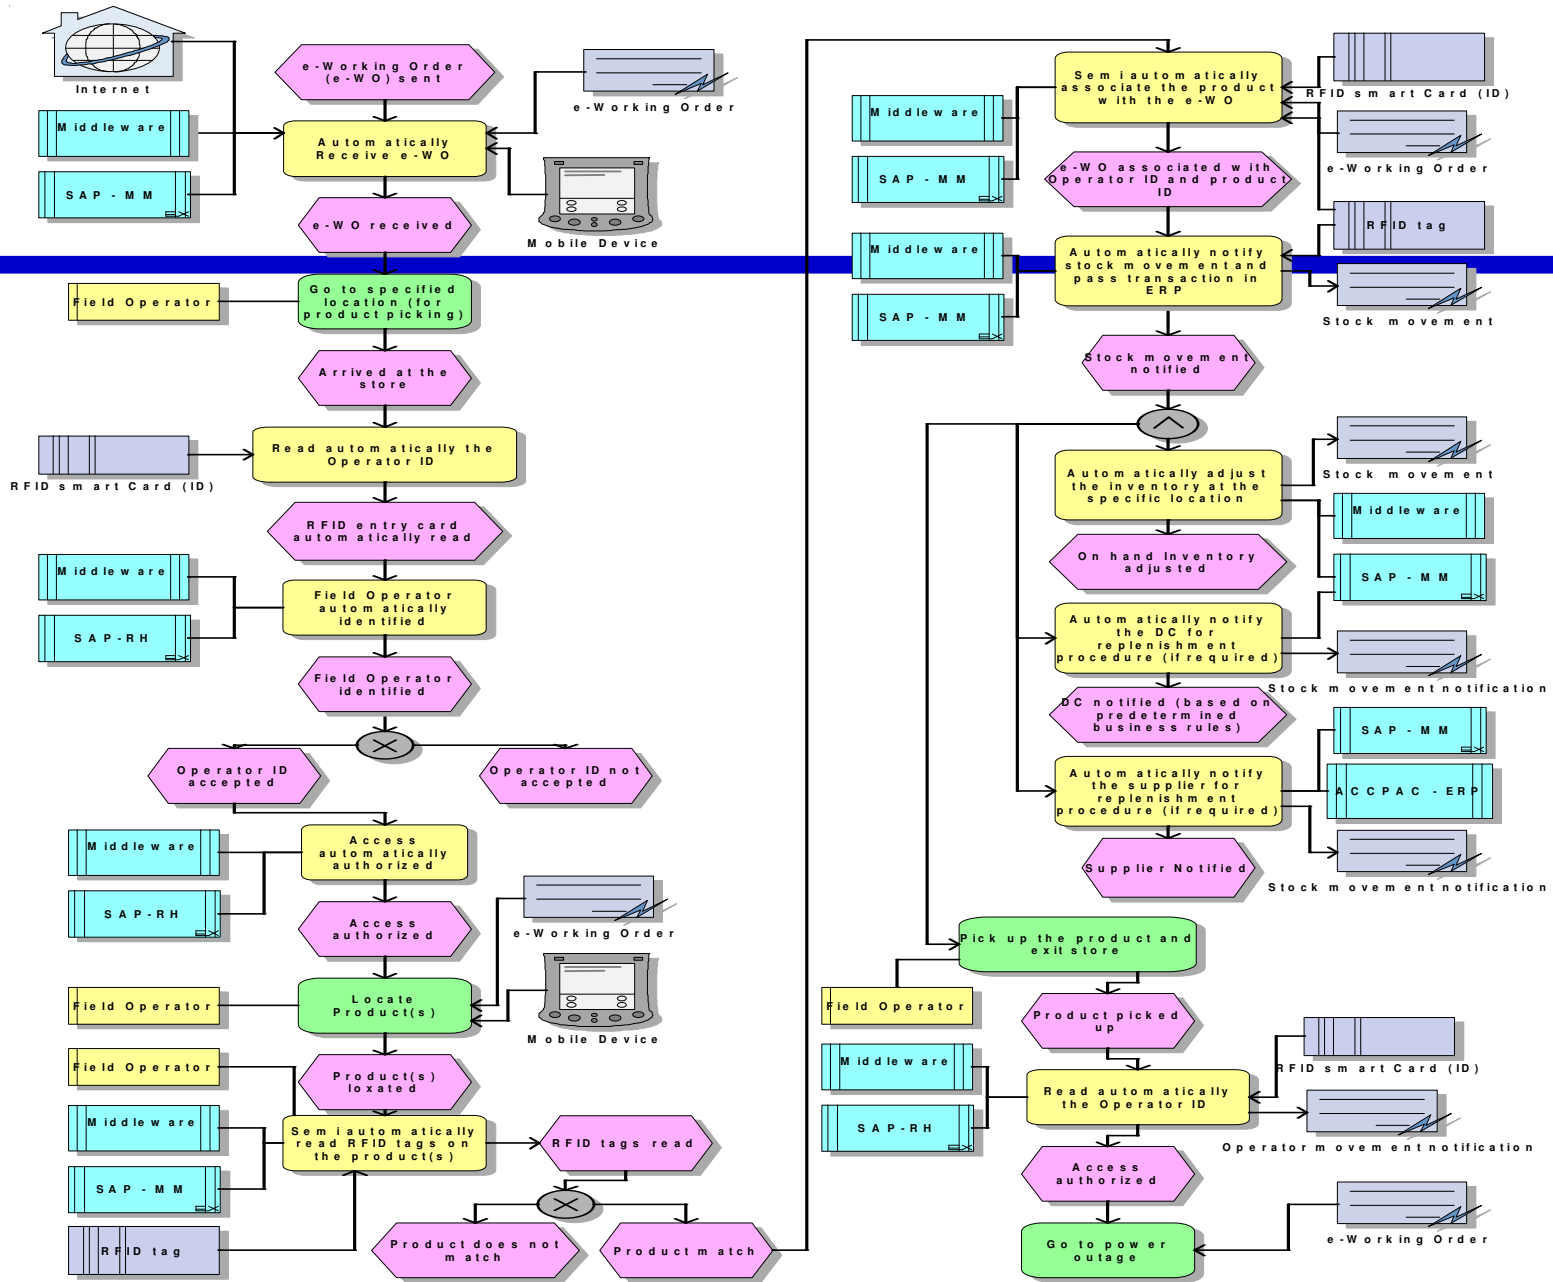 Internet
Middleware
SAP - MM
e-Working Order
(e-WO) sent
e-Working Order
Automatically
Receive e-WO
Mobile Device
e-WO received
Field Operator
Go to specified
location (for
product picking)
Arrived at the
store
RFID smart Card (ID)
Read automatically the
Operator ID
RFID entry card
automatically read
Middleware
SAP-RH
Field Operator
automatically
identified
Field Operator
identified
Operator ID
accepted
Operator ID not
accepted
Middleware
SAP-RH
Access
automatically
authorized
Access
authorized
e-Working Order
Field Operator
Locate
Product(s)
Mobile Device
Field Operator
Product(s)
loxated
Middleware
SAP - MM
RFID tag
Semiautomatically
read RFID tags on
the product(s)
RFID tags read
Product does not
match
Product match
Semiautomatically
associate the product
with the e-WO
RFID smart Card (ID)
Middleware
SAP - MM
e-Working Order
e-WO associated with
Operator ID and product
ID
RFID tag
Middleware
SAP - MM
Automatically notify
stock movement and
pass transaction in
ERP
Stock movement
Stock movement
notified
Automatically adjust
the inventory at the
specific location
Stock movement
Middleware
SAP - MM
On hand Inventory
adjusted
Automatically notify
the DC for
replenishment
procedure (if required)
Stock movement notification
DC notified (based on
predetermined
business rules)
SAP - MM
ACCPAC - ERP
Automatically notify
the supplier for
replenishment
procedure (if required)
Stock movement notification
Supplier Notified
Pick up the product and
exit store
Field Operator
Product picked
up
Middleware
SAP-RH
Read automatically
the Operator ID
RFID smart Card (ID)
Operator movement notification
Access
authorized
Go to power
outage
e-Working Order